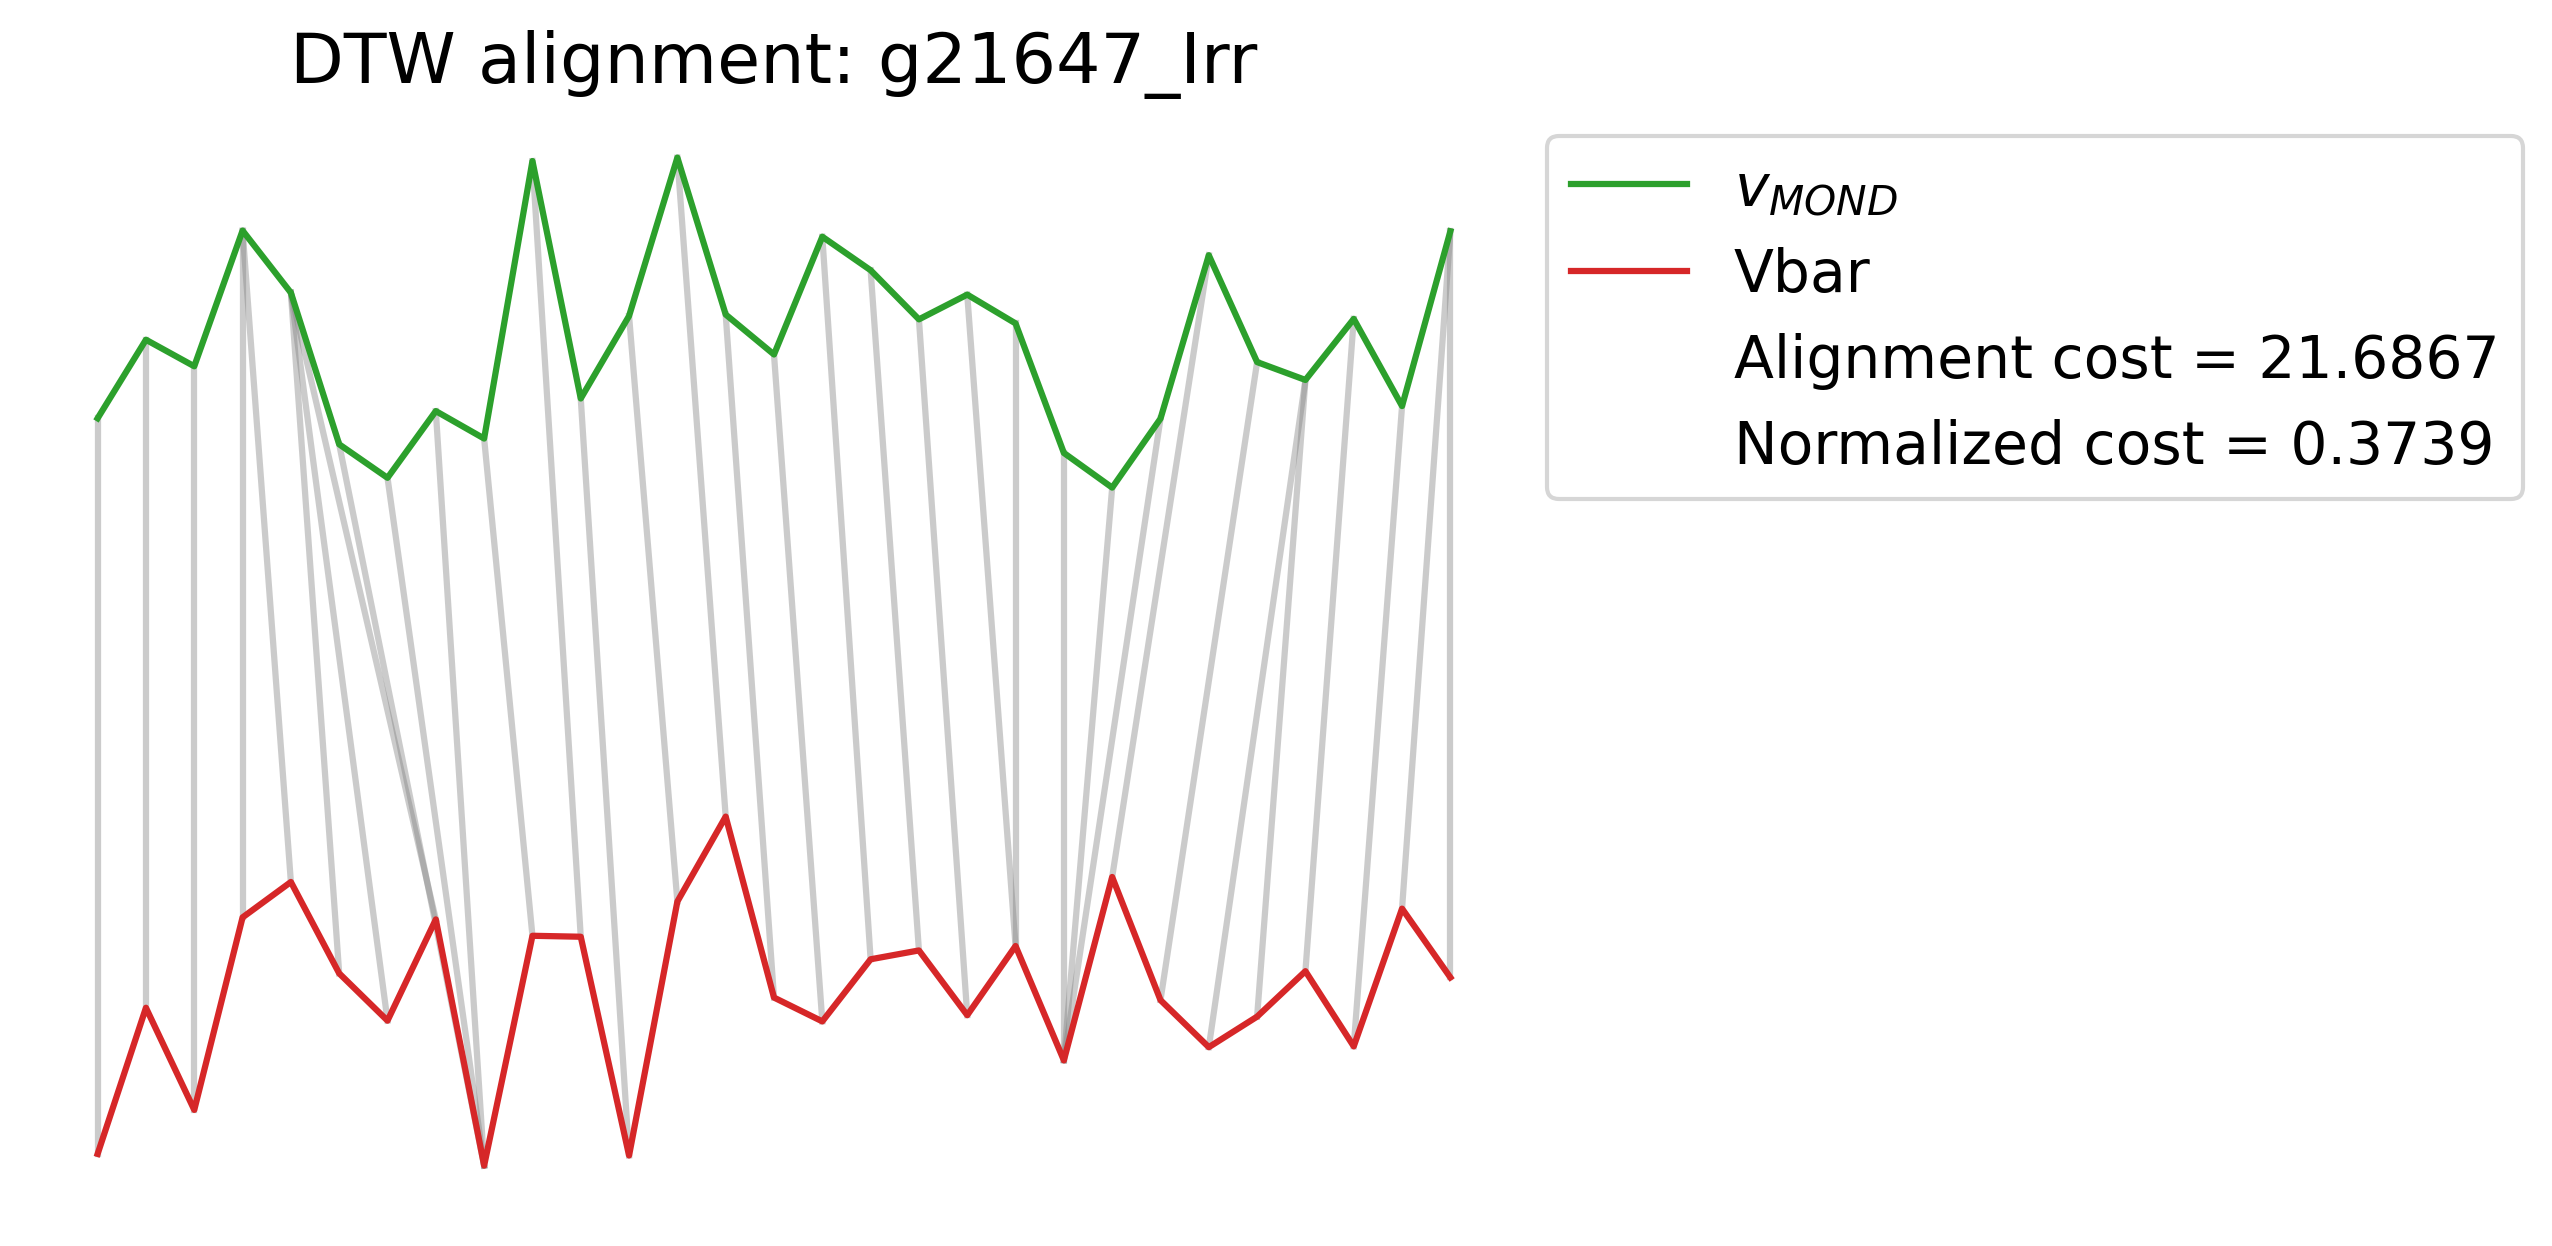 DTW alignment: g21647_Irr
v_MOND
Vbar
Alignment cost = 21.6867
Normalized cost = 0.3739